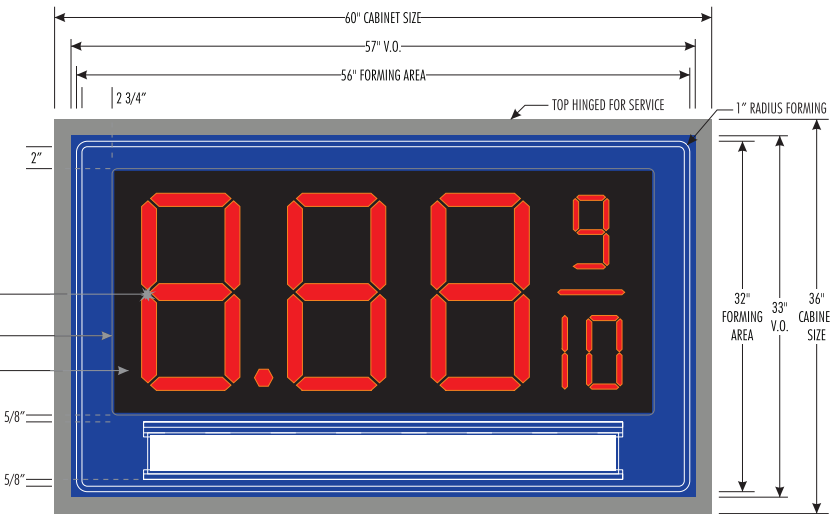 60" CABINET SIZE
57" V.O.
56" FORMING AREA
2 3/4"
TOP HINGED FOR SERVICE
1" RADIUS FORMING
2"
8.88 9
10
32"
FORMING
AREA
33"
V.O.
36"
CABINE
SIZE
5/8"
5/8"